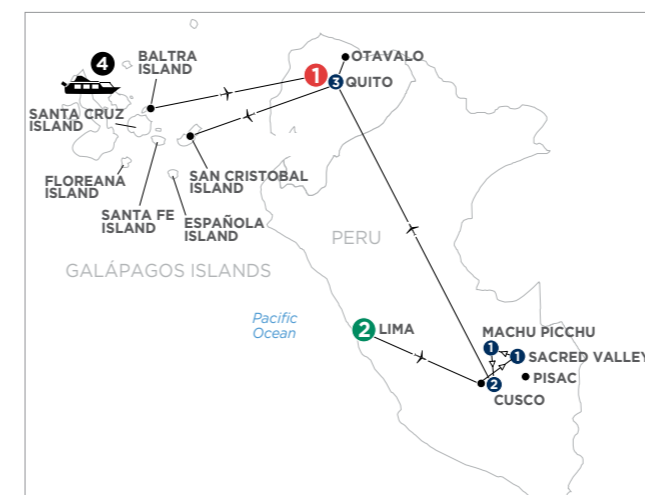 4
BALTRA
ISLAND
OTAVALO
1
3
QUITO
SANTA CRUZ
ISLAND
SAN CRISTOBAL
ISLAND
FLOREANA
ISLAND
SANTA FE
ISLAND
ESPAÑOLA
ISLAND
PERU
GALÁPAGOS ISLANDS
Pacific
Ocean
2
LIMA
MACHU PICCHU
1
1
SACRED VALLEY
PISAC
2
CUSCO